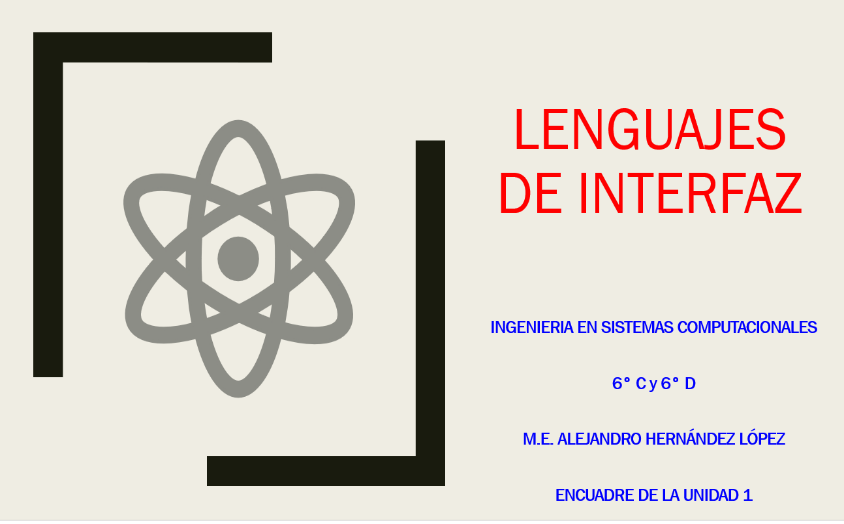 LENGUAJES
DE INTERFAZ
INGENIERIA EN SISTEMAS COMPUTACIONALES
6° C y 6° D
M.E. ALEJANDRO HERNÁNDEZ LÓPEZ
ENCUADRE DE LA UNIDAD 1